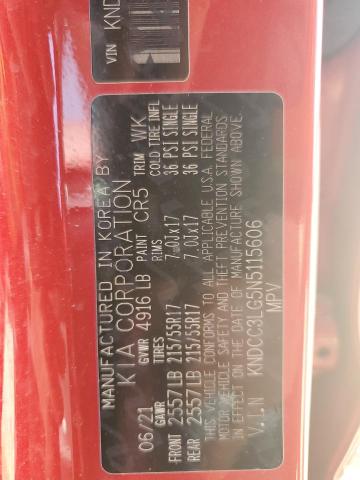 VIN KND
MANUFACTURED IN KOREA BY
KIA CORPORATION
06/21 GVWR 4916 LB PAINT CR5 TRIM WK
GAWR TIRES RIMS COLD TIRE INFL
FRONT 2557LB 215/55R17 7.0JX17 36 PSI SINGLE
REAR 2557LB 215/55R17 7.0JX17 36 PSI SINGLE
THIS VEHICLE CONFORMS TO ALL APPLICABLE U.S.A FEDERAL
MOTOR VEHICLE SAFETY AND THEFT PREVENTION STANDARDS
IN EFFECT ON THE DATE OF MANUFACTURE SHOWN ABOVE.
V.I.N KNDCC3LG5N5115606
MPV